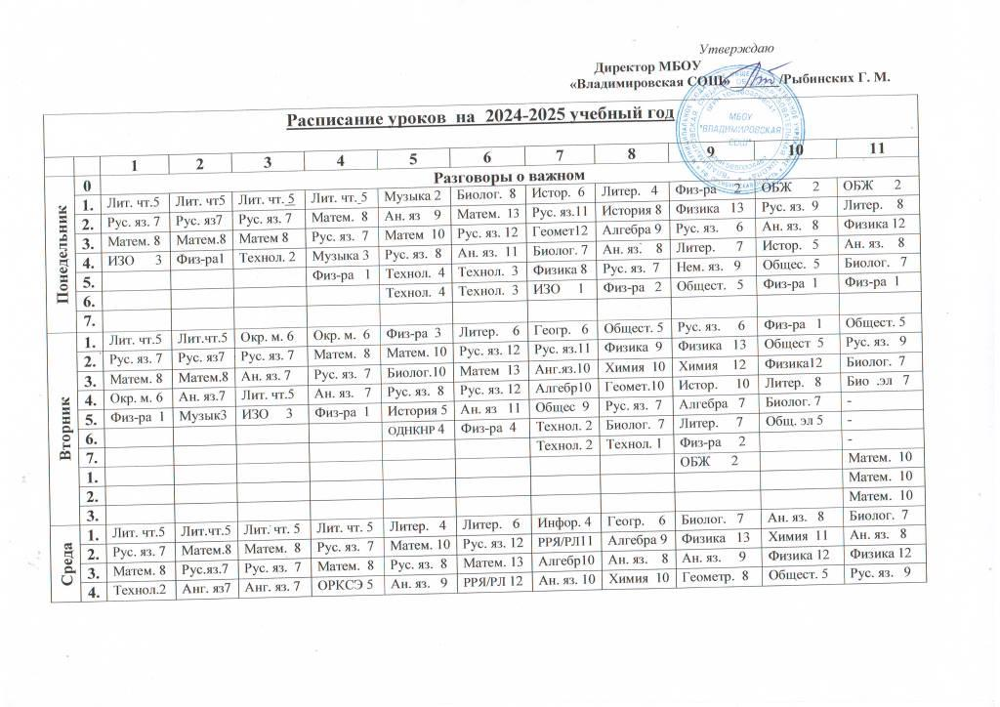 Утверждаю
Директор МБОУ
«Владимировская СОШ» /Рыбинских Г. М.
МБОУ
"ВЛАДИМИРОВСКАЯ
СОШ"
Расписание уроков на 2024-2025 учебный год
1 2 3 4 5 6 7 8 9 10 11
Понедельник
0 Разговоры о важном
1. Лит. чт.5 Лит. чт5 Лит. чт. 5 Лит. чт. 5 Музыка 2 Биолог. 8 Истор. 6 Литер. 4 Физ-ра 2 ОБЖ 2 ОБЖ 2
2. Рус. яз. 7 Рус. яз7 Рус. яз. 7 Матем. 8 Ан. яз 9 Матем. 13 Рус. яз.11 История 8 Физика 13 Рус. яз. 9 Литер. 8
3. Матем. 8 Матем.8 Матем 8 Рус. яз. 7 Матем 10 Рус. яз. 12 Геомет12 Алгебра 9 Рус. яз. 6 Ан. яз. 8 Физика 12
4. ИЗО 3 Физ-ра1 Технол. 2 Музыка 3 Рус. яз. 8 Ан. яз. 11 Биолог. 7 Ан. яз. 8 Литер. 7 Истор. 5 Ан. яз. 8
5. Физ-ра 1 Технол. 4 Технол. 3 Физика 8 Рус. яз. 7 Нем. яз. 9 Общес. 5 Биолог. 7
6. Технол. 4 Технол. 3 ИЗО 1 Физ-ра 2 Общест. 5 Физ-ра 1 Физ-ра 1
7.
Вторник
1. Лит. чт.5 Лит.чт.5 Окр. м. 6 Окр. м. 6 Физ-ра 3 Литер. 6 Геогр. 6 Общест. 5 Рус. яз. 6 Физ-ра 1 Общест. 5
2. Рус. яз. 7 Рус. яз7 Рус. яз. 7 Матем. 8 Матем. 10 Рус. яз. 12 Рус. яз.11 Физика 9 Физика 13 Общест 5 Рус. яз. 9
3. Матем. 8 Матем.8 Ан. яз. 7 Рус. яз. 7 Биолог.10 Матем 13 Анг.яз.10 Химия 10 Химия 12 Физика12 Биолог. 7
4. Окр. м. 6 Ан. яз.7 Лит. чт.5 Ан. яз. 7 Рус. яз. 8 Рус. яз. 12 Алгебр10 Геомет.10 Истор. 10 Литер. 8 Био .эл 7
5. Физ-ра 1 Музык3 ИЗО 3 Физ-ра 1 История 5 Ан. яз 11 Общес 9 Рус. яз. 7 Алгебра 7 Биолог. 7 -
6. ОДНКНР 4 Физ-ра 4 Технол. 2 Биолог. 7 Литер. 7 Общ. эл 5 -
7. Технол. 2 Технол. 1 Физ-ра 2 -
1. ОБЖ 2 Матем. 10
2. Матем. 10
3. Матем. 10
Среда
1. Лит. чт.5 Лит.чт.5 Лит. чт. 5 Лит. чт. 5 Литер. 4 Литер. 6 Инфор. 4 Геогр. 6 Биолог. 7 Ан. яз. 8 Биолог. 7
2. Рус. яз. 7 Матем.8 Матем. 8 Рус. яз. 7 Матем. 10 Рус. яз. 12 РРЯ/РЛ11 Алгебра 9 Физика 13 Химия 11 Ан. яз. 8
3. Матем. 8 Рус.яз.7 Рус. яз. 7 Матем. 8 Рус. яз. 8 Матем. 13 Алгебр10 Ан. яз. 8 Ан. яз. 9 Физика 12 Физика 12
4. Технол.2 Анг. яз7 Анг. яз. 7 ОРКСЭ 5 Ан. яз. 9 РРЯ/РЛ 12 Ан. яз. 10 Химия 10 Геометр. 8 Общест. 5 Рус. яз. 9